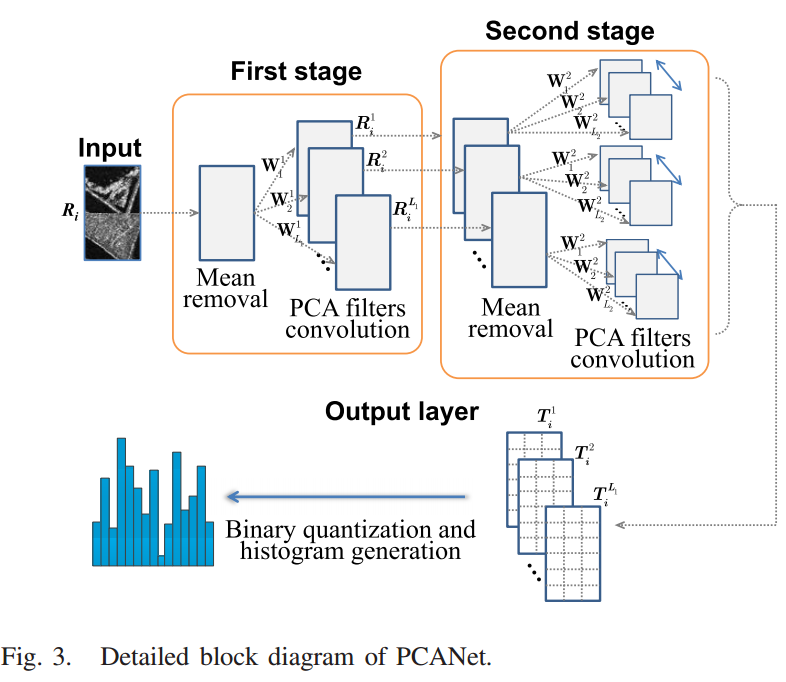 Second stage
First stage
Input
R_i
W_1^1
W_2^1
W_{L_1}^1
R_i^1
R_i^2
R_i^{L_1}
Mean
removal
PCA filters
convolution
W_1^2
W_2^2
W_{L_2}^2
W_1^2
W_2^2
W_{L_2}^2
W_1^2
W_2^2
W_{L_2}^2
Mean
removal
PCA filters
convolution
Output layer
T_i^1
T_i^2
T_i^{L_1}
Binary quantization and
histogram generation
Fig. 3. Detailed block diagram of PCANet.